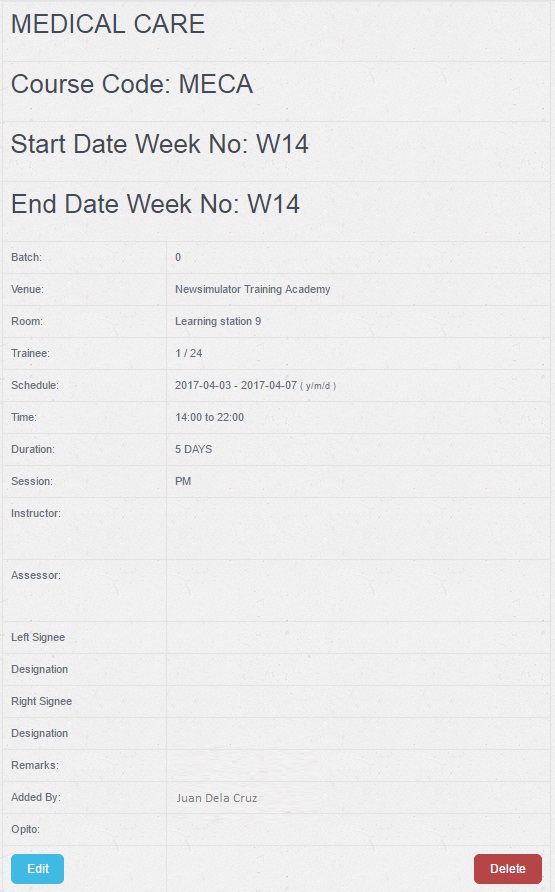 MEDICAL CARE
Course Code: MECA
Start Date Week No: W14
End Date Week No: W14
Batch: 0
Venue: Newsimulator Training Academy
Room: Learning station 9
Trainee: 1 / 24
Schedule: 2017-04-03 - 2017-04-07 ( y/m/d )
Time: 14:00 to 22:00
Duration: 5 DAYS
Session: PM
Instructor:
Assessor:
Left Signee
Designation
Right Signee
Designation
Remarks:
Added By: Juan Dela Cruz
Opito:
Edit Delete